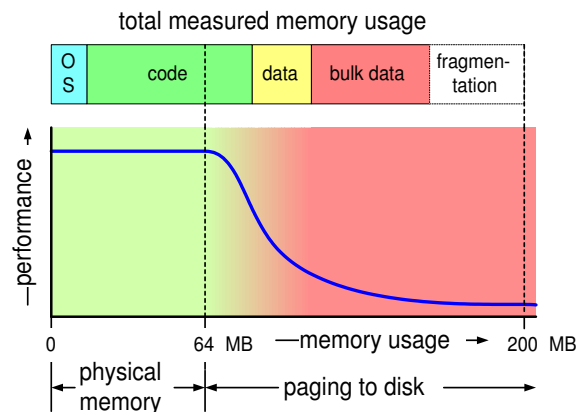 total measured memory usage
O
S
code
data
bulk data
fragmen-
tation
performance
0
64 MB
memory usage
200 MB
physical
memory
paging to disk